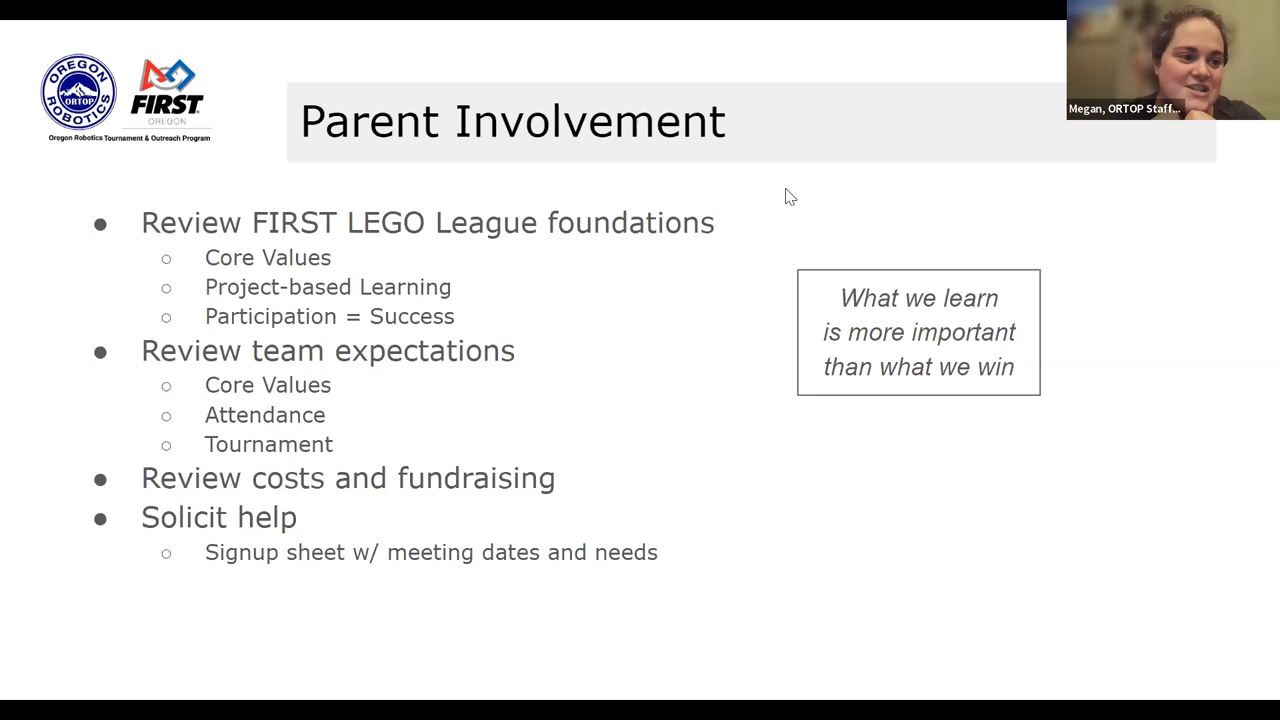 OREGON
ORTOP
ROBOTICS
FIRST
OREGON
Oregon Robotics Tournament & Outreach Program
Parent Involvement
Megan, ORTOP Staff...
● Review FIRST LEGO League foundations
○ Core Values
○ Project-based Learning
○ Participation = Success
● Review team expectations
○ Core Values
○ Attendance
○ Tournament
● Review costs and fundraising
● Solicit help
○ Signup sheet w/ meeting dates and needs
What we learn
is more important
than what we win